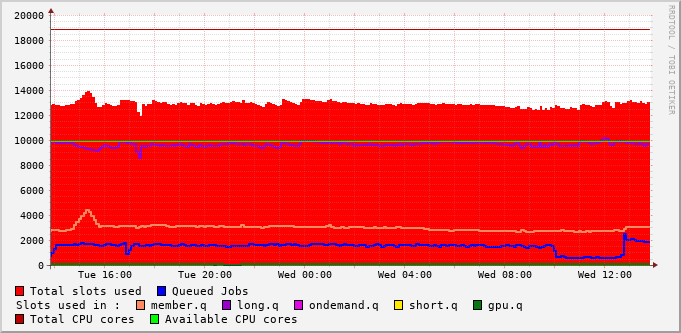 20000
18000
16000
14000
12000
10000
8000
6000
4000
2000
0
Tue 16:00 Tue 20:00 Wed 00:00 Wed 04:00 Wed 08:00 Wed 12:00
Total slots used Queued Jobs
Slots used in : member.q long.q ondemand.q short.q gpu.q
Total CPU cores Available CPU cores
RRDTOOL / TOBI OETIKER